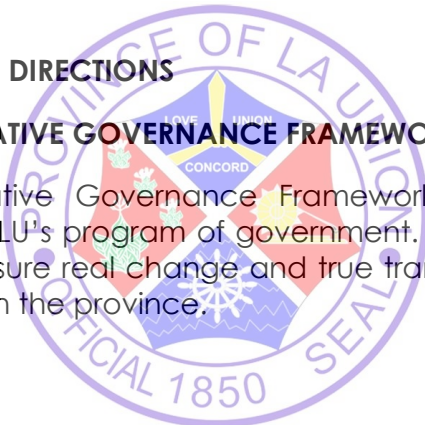 DIRECTIONS
ATIVE GOVERNANCE FRAMEWO
ative Governance Framework
LU's program of government.
sure real change and true tran
n the province.
PROVINCE OF LA UNION
LOVE UNION
CONCORD
OFFICIAL SEAL
1850